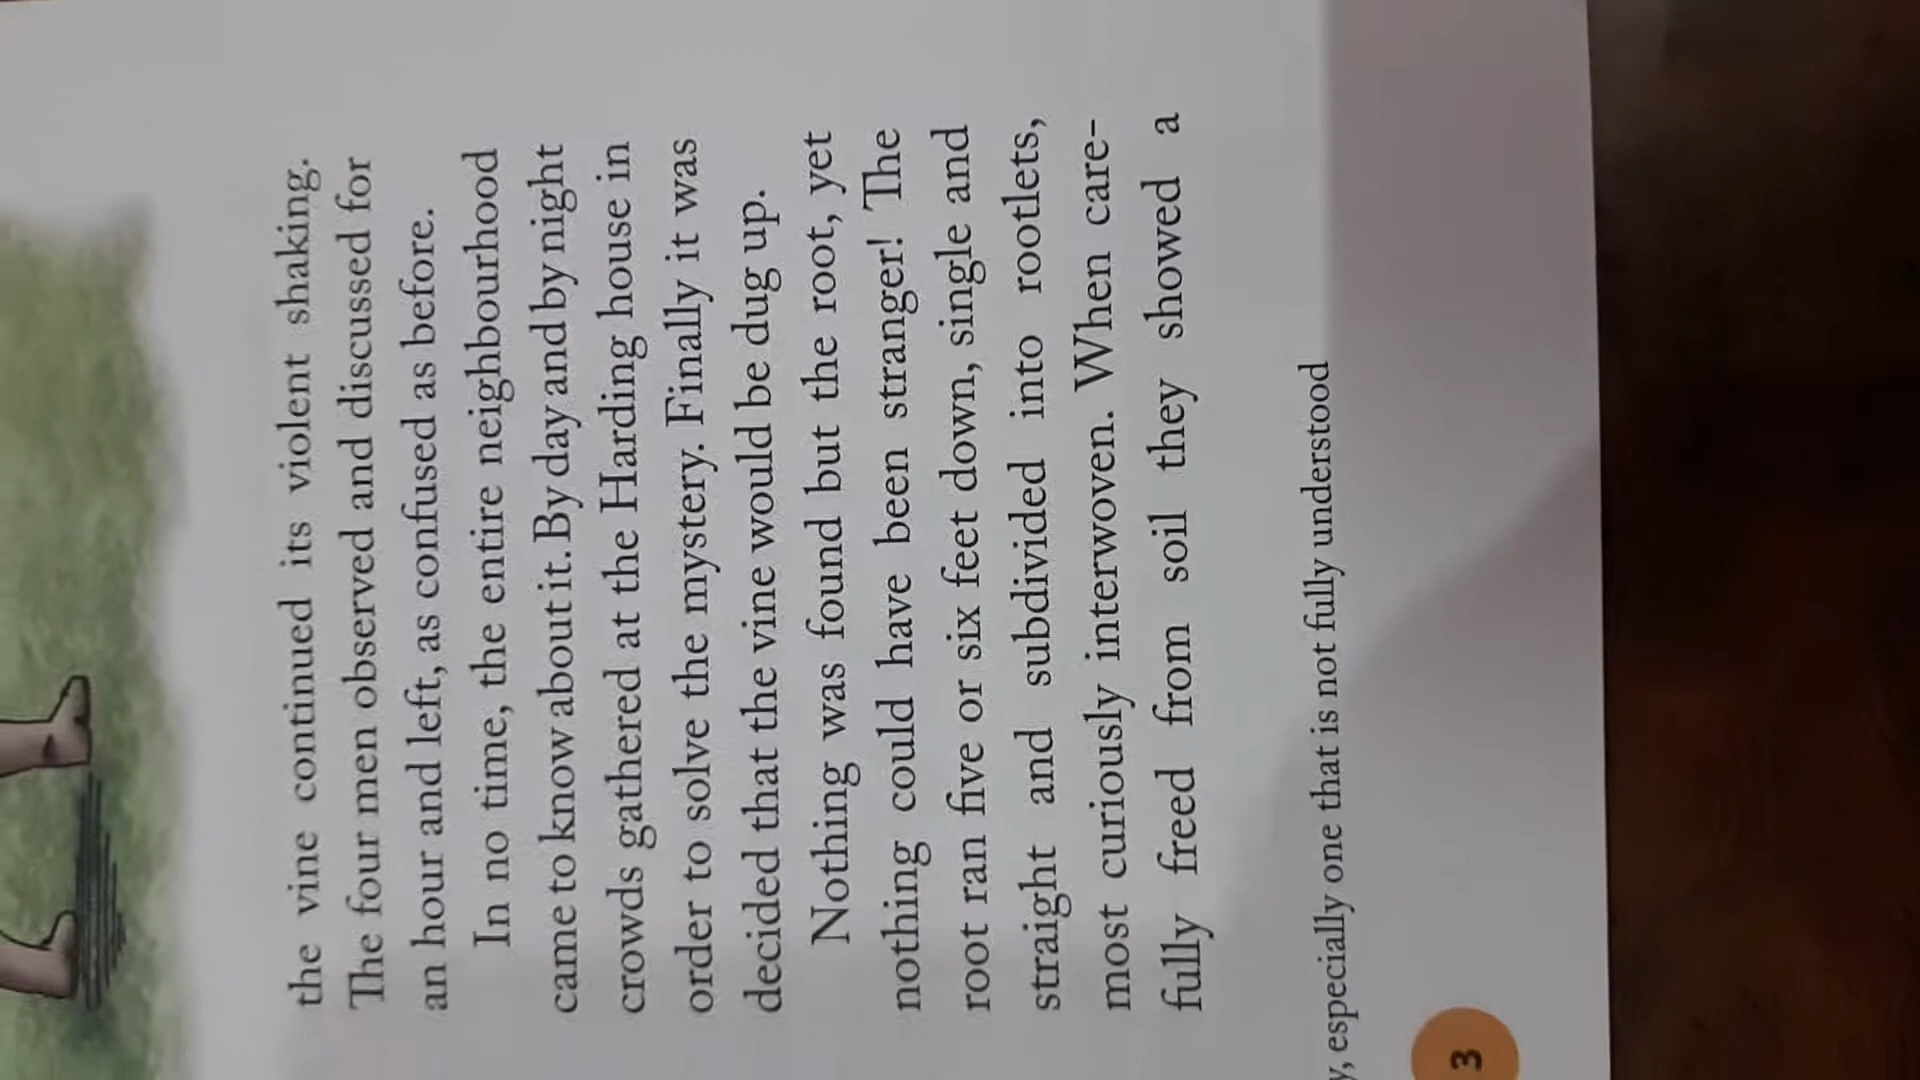 the vine continued its violent shaking.
The four men observed and discussed for
an hour and left, as confused as before.
In no time, the entire neighbourhood
came to know about it. By day and by night
crowds gathered at the Harding house in
order to solve the mystery. Finally it was
decided that the vine would be dug up.
Nothing was found but the root, yet
nothing could have been stranger! The
root ran five or six feet down, single and
straight and subdivided into rootlets,
most curiously interwoven. When care-
fully freed from soil they showed a
especially one that is not fully understood
3